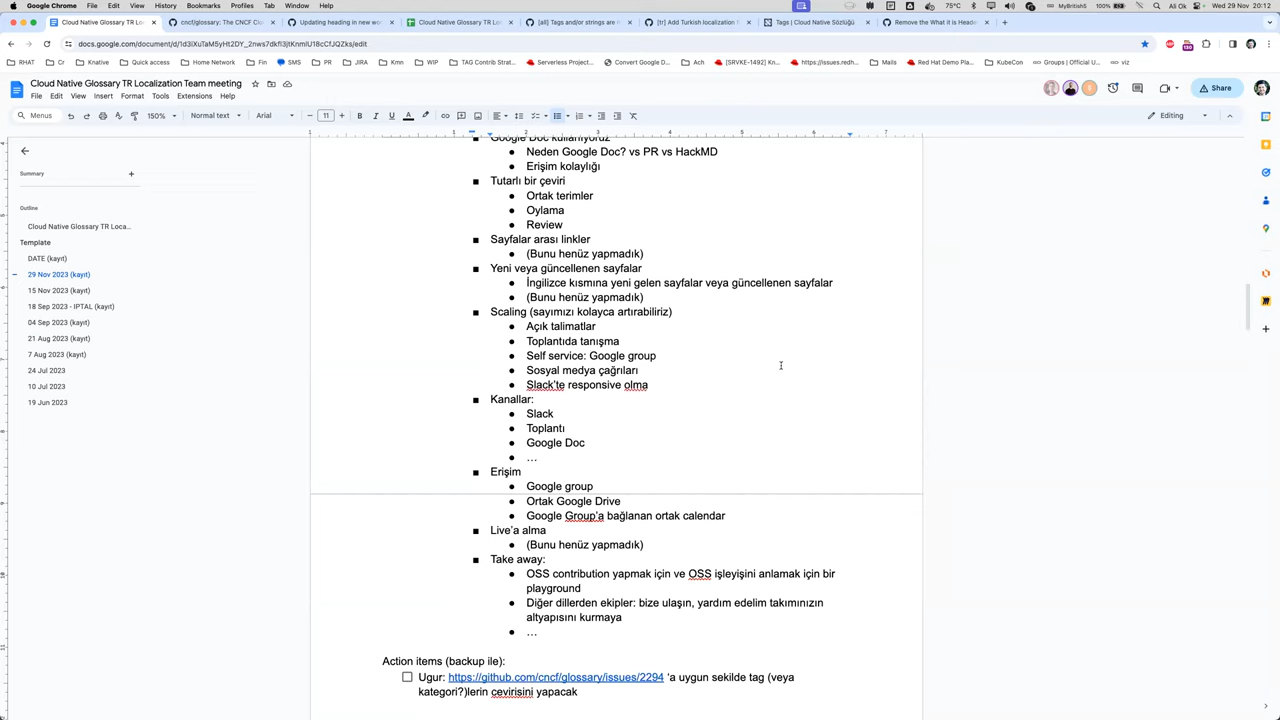 Google Chrome File Edit View History Bookmarks Profiles Tab Window Help 75°C MyBritish5 100% Ali Ok Wed 29 Nov 20:12
Cloud Native Glossary TR Lo
cncf/glossary: The CNCF Clo
Updating heading in new wo
Cloud Native Glossary TR Loc
[all] Tags and/or strings are m
[tr] Add Turkish localization f
Tags | Cloud Native Sözlüğü
Remove the What it is Heade
docs.google.com/document/d/1d3iXuTaM5yHt2DY_2nws7dkfl3jtKnmIU18cCfJQZks/edit
RHAT Cr Knative Quick access Home Network Fin SMS PR JIRA Kmn WIP TAG Contrib Strat... Serverless Project... Convert Google D... Ach [SRVKE-1492] Kn... https://issues.redh... Mails Red Hat Demo Pla... KubeCon Groups | Official U... viz
Cloud Native Glossary TR Localization Team meeting
File Edit View Insert Format Tools Extensions Help
Share
Menus 150% Normal text Arial 11 Editing
Summary
Outline
Cloud Native Glossary TR Loca...
Template
DATE (kayıt)
29 Nov 2023 (kayıt)
15 Nov 2023 (kayıt)
18 Sep 2023 - IPTAL (kayıt)
04 Sep 2023 (kayıt)
21 Aug 2023 (kayıt)
7 Aug 2023 (kayıt)
24 Jul 2023
10 Jul 2023
19 Jun 2023
Google Doc kullanıyoruz
Neden Google Doc? vs PR vs HackMD
Erişim kolaylığı
Tutarlı bir çeviri
Ortak terimler
Oylama
Review
Sayfalar arası linkler
(Bunu henüz yapmadık)
Yeni veya güncellenen sayfalar
İngilizce kısmına yeni gelen sayfalar veya güncellenen sayfalar
(Bunu henüz yapmadık)
Scaling (sayımızı kolayca artırabiliriz)
Açık talimatlar
Toplantıda tanışma
Self service: Google group
Sosyal medya çağrıları
Slack'te responsive olma
Kanallar:
Slack
Toplantı
Google Doc
…
Erişim
Google group
Ortak Google Drive
Google Group'a bağlanan ortak calendar
Live'a alma
(Bunu henüz yapmadık)
Take away:
OSS contribution yapmak için ve OSS işleyişini anlamak için bir
playground
Diğer dillerden ekipler: bize ulaşın, yardım edelim takımınızın
altyapısını kurmaya
…
Action items (backup ile):
Ugur: https://github.com/cncf/glossary/issues/2294 'a uygun sekilde tag (veya
kategori?)lerin cevirisini yapacak